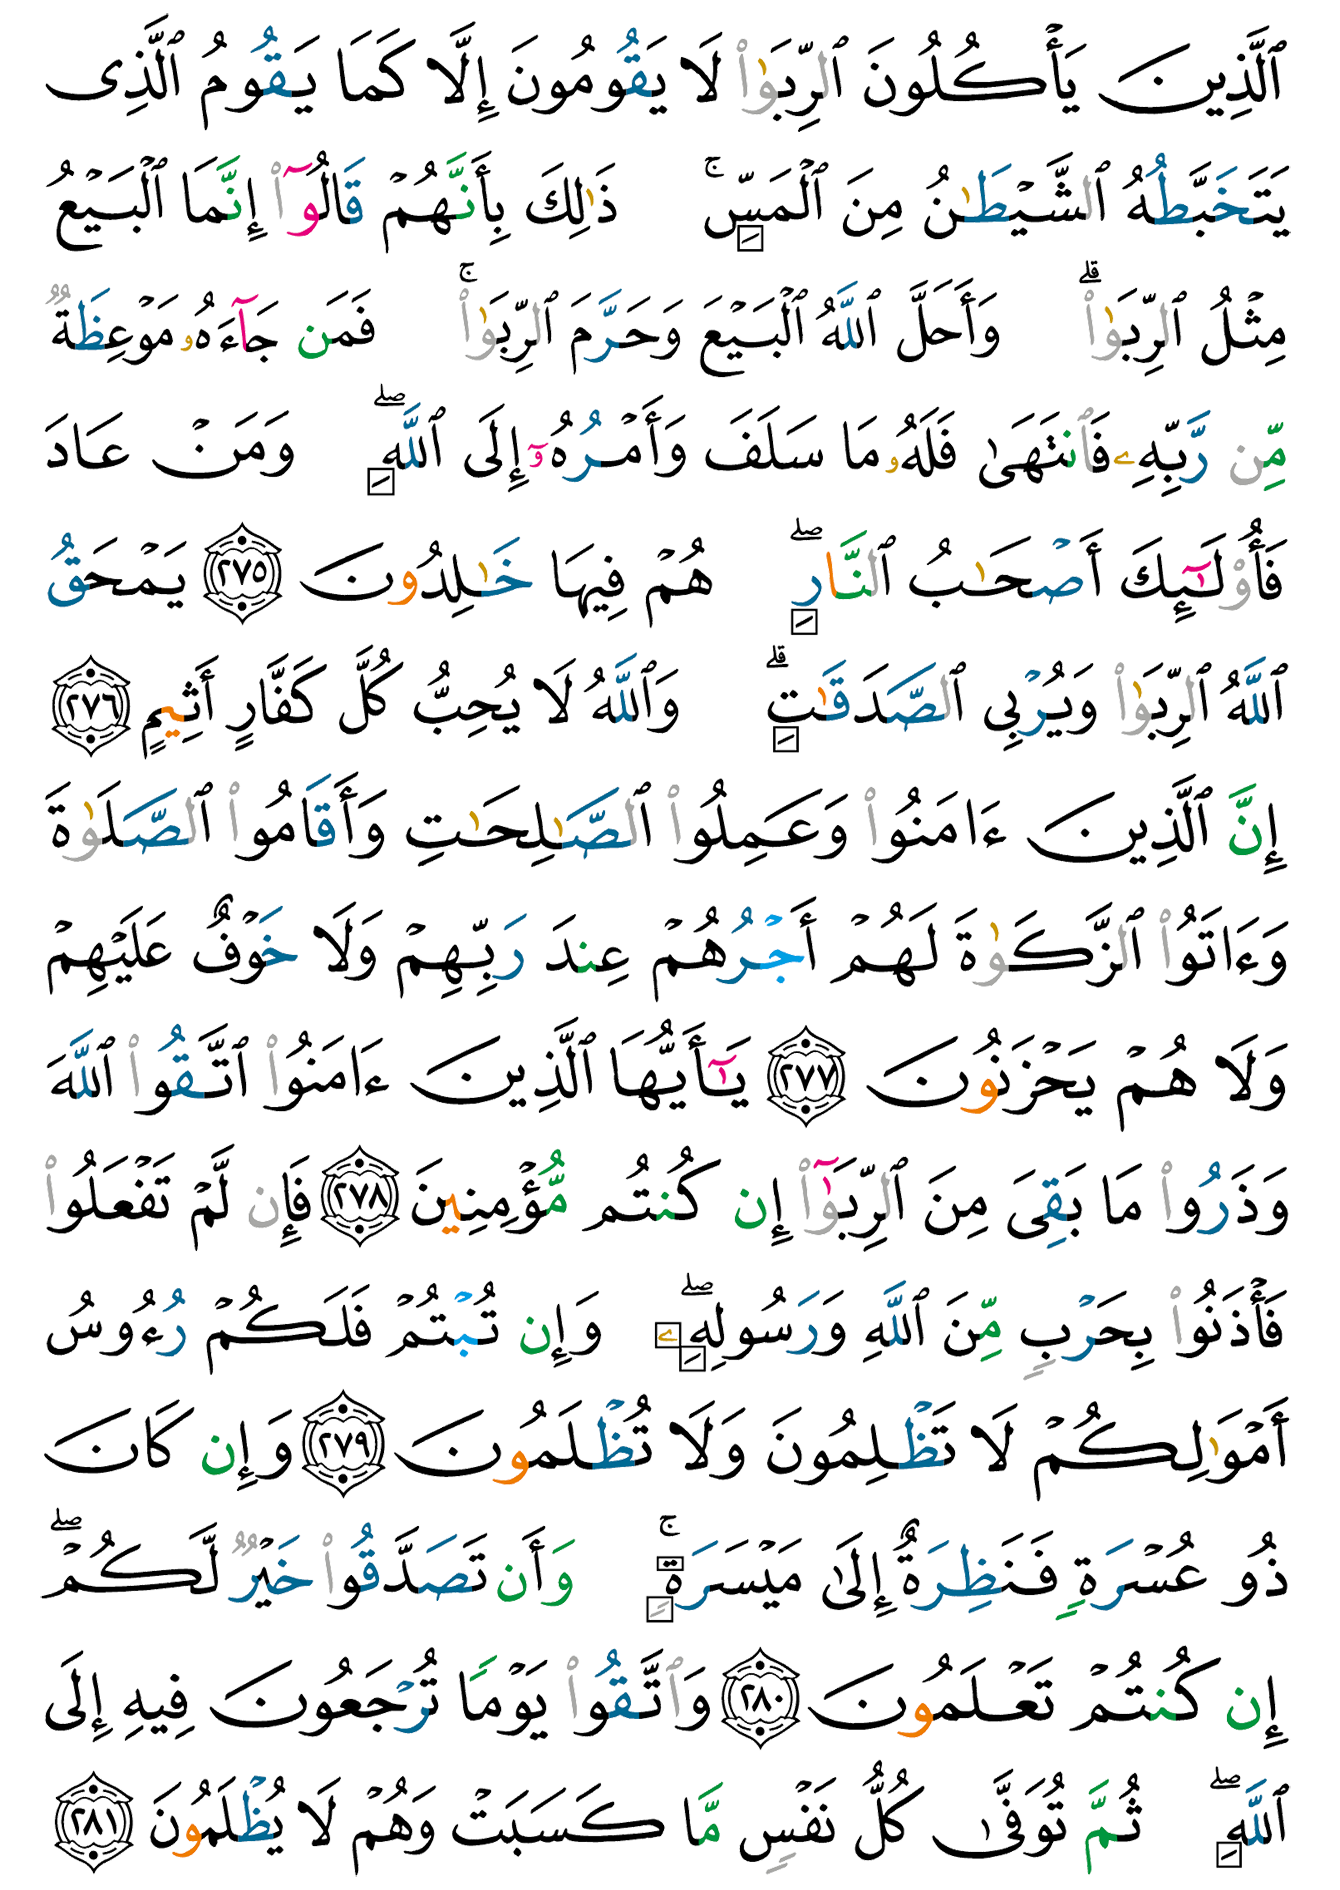 ٱلَّذِينَ يَأۡكُلُونَ ٱلرِّبَوٰاْ لَا يَقُومُونَ إِلَّا كَمَا يَقُومُ ٱلَّذِى
يَتَخَبَّطُهُ ٱلشَّيۡطَٰنُ مِنَ ٱلۡمَسِّۚ ذَٰلِكَ بِأَنَّهُمۡ قَالُوٓاْ إِنَّمَا ٱلۡبَيۡعُ
مِثۡلُ ٱلرِّبَوٰاْۗ وَأَحَلَّ ٱللَّهُ ٱلۡبَيۡعَ وَحَرَّمَ ٱلرِّبَوٰاْۚ فَمَن جَآءَهُۥ مَوۡعِظَةٞ
مِّن رَّبِّهِۦ فَٱنتَهَىٰ فَلَهُۥ مَا سَلَفَ وَأَمۡرُهُۥٓ إِلَى ٱللَّهِۖ وَمَنۡ عَادَ
فَأُوْلَٰٓئِكَ أَصۡحَٰبُ ٱلنَّارِۖ هُمۡ فِيهَا خَٰلِدُونَ ٢٧٥ يَمۡحَقُ
ٱللَّهُ ٱلرِّبَوٰاْ وَيُرۡبِى ٱلصَّدَقَٰتِۗ وَٱللَّهُ لَا يُحِبُّ كُلَّ كَفَّارٍ أَثِيمٍ ٢٧٦
إِنَّ ٱلَّذِينَ ءَامَنُواْ وَعَمِلُواْ ٱلصَّٰلِحَٰتِ وَأَقَامُواْ ٱلصَّلَوٰةَ
وَءَاتَوُاْ ٱلزَّكَوٰةَ لَهُمۡ أَجۡرُهُمۡ عِندَ رَبِّهِمۡ وَلَا خَوۡفٌ عَلَيۡهِمۡ
وَلَا هُمۡ يَحۡزَنُونَ ٢٧٧ يَٰٓأَيُّهَا ٱلَّذِينَ ءَامَنُواْ ٱتَّقُواْ ٱللَّهَ
وَذَرُواْ مَا بَقِىَ مِنَ ٱلرِّبَوٰٓاْ إِن كُنتُم مُّؤۡمِنِينَ ٢٧٨ فَإِن لَّمۡ تَفۡعَلُواْ
فَأۡذَنُواْ بِحَرۡبٖ مِّنَ ٱللَّهِ وَرَسُولِهِۦۖ وَإِن تُبۡتُمۡ فَلَكُمۡ رُءُوسُ
أَمۡوَٰلِكُمۡ لَا تَظۡلِمُونَ وَلَا تُظۡلَمُونَ ٢٧٩ وَإِن كَانَ
ذُو عُسۡرَةٖ فَنَظِرَةٌ إِلَىٰ مَيۡسَرَةٖۚ وَأَن تَصَدَّقُواْ خَيۡرٞ لَّكُمۡۖ
إِن كُنتُمۡ تَعۡلَمُونَ ٢٨٠ وَٱتَّقُواْ يَوۡمٗا تُرۡجَعُونَ فِيهِ إِلَى
ٱللَّهِۖ ثُمَّ تُوَفَّىٰ كُلُّ نَفۡسٖ مَّا كَسَبَتۡ وَهُمۡ لَا يُظۡلَمُونَ ٢٨١